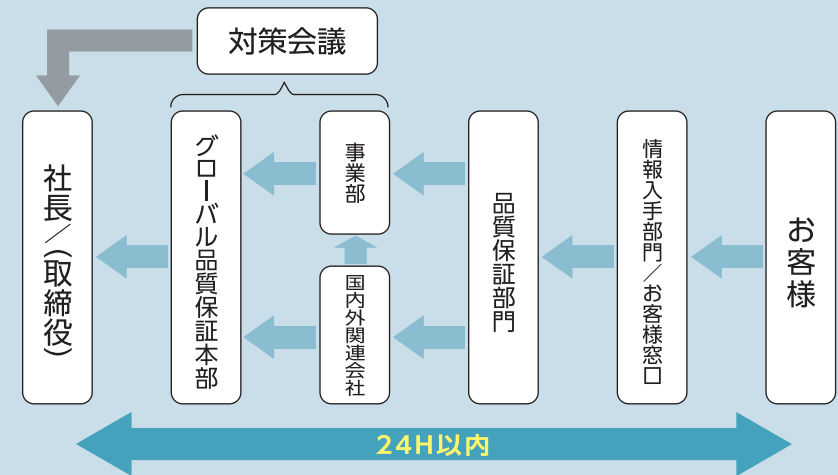 対策会議
社長／(取締役)
グローバル品質保証本部
事業部
国内外関連会社
品質保証部門
情報入手部門／お客様窓口
お客様
24H以内